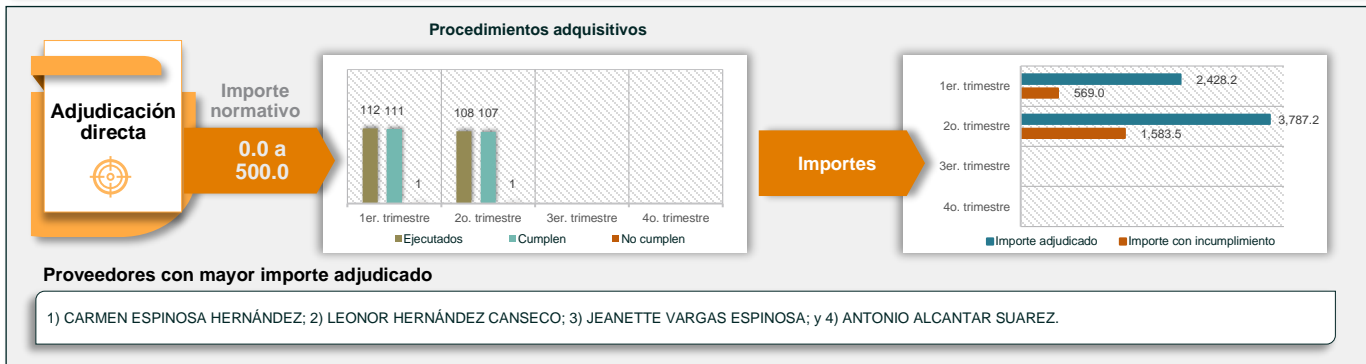 Adjudicación
directa
Importe
normativo
0.0 a
500.0
Procedimientos adquisitivos
112 111
1
108 107
1
1er. trimestre 2o. trimestre 3er. trimestre 4o. trimestre
Ejecutados Cumplen No cumplen
Importes
1er. trimestre 2,428.2
569.0
2o. trimestre 3,787.2
1,583.5
3er. trimestre
4o. trimestre
Importe adjudicado Importe con incumplimiento
Proveedores con mayor importe adjudicado
1) CARMEN ESPINOSA HERNÁNDEZ; 2) LEONOR HERNÁNDEZ CANSECO; 3) JEANETTE VARGAS ESPINOSA; y 4) ANTONIO ALCANTAR SUAREZ.